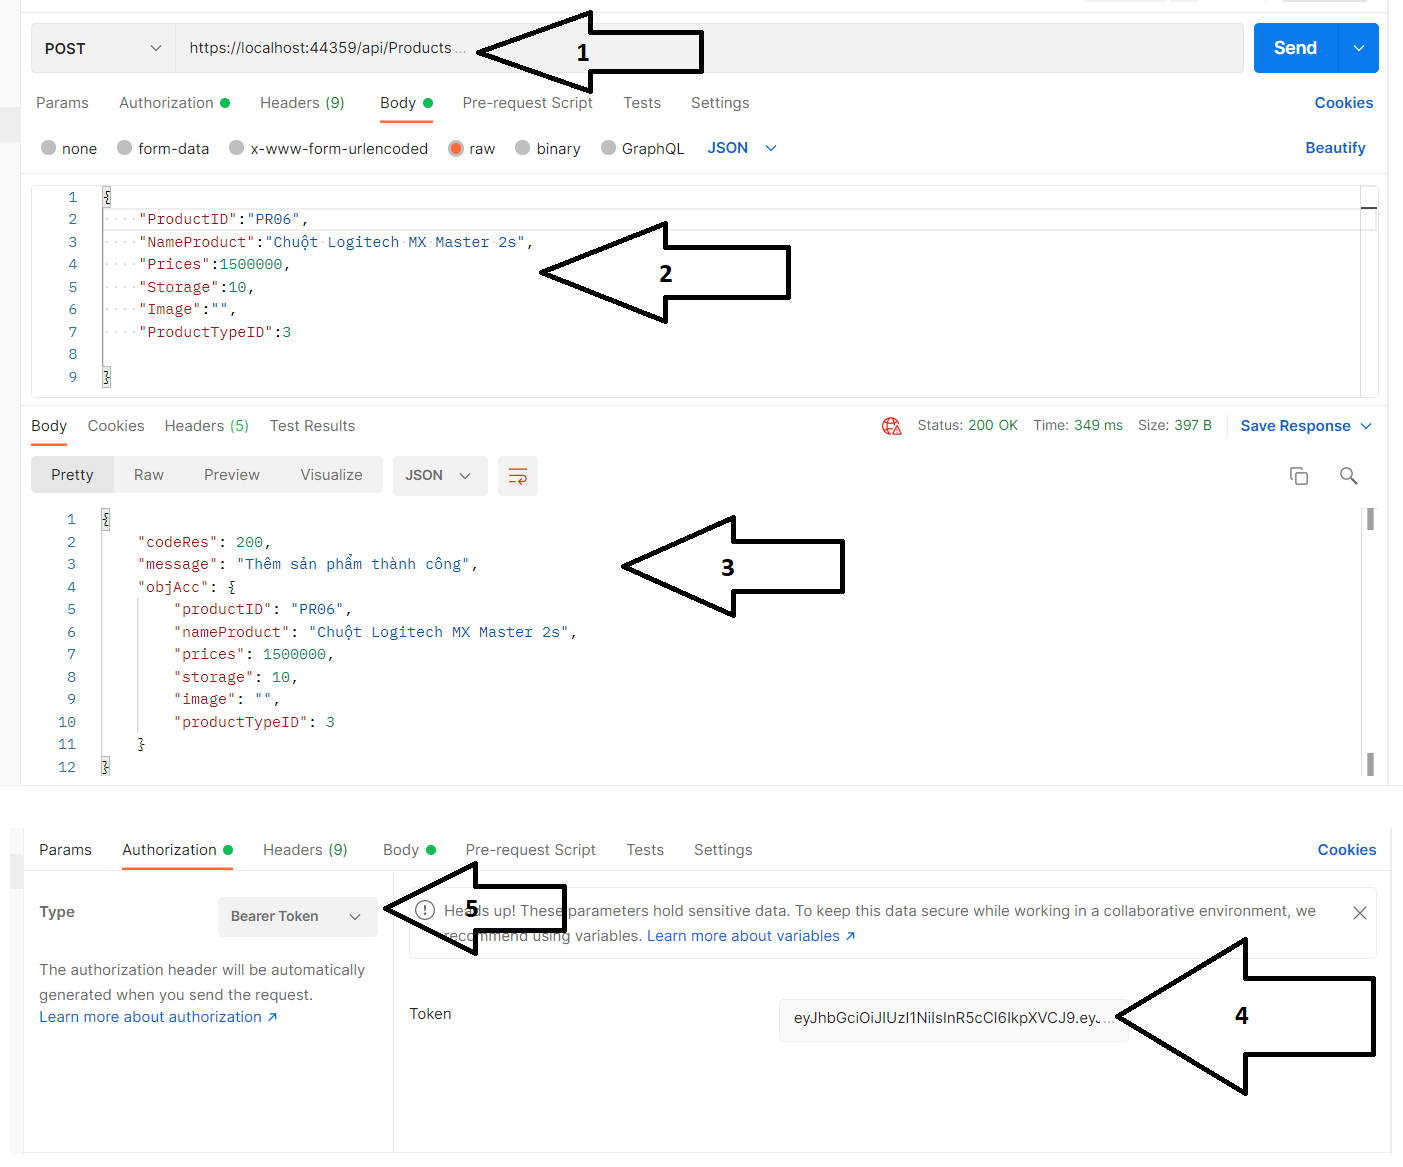 POST https://localhost:44359/api/Products ... 1 Send
Params Authorization Headers (9) Body Pre-request Script Tests Settings Cookies
none form-data x-www-form-urlencoded raw binary GraphQL JSON Beautify
1 {
2 "ProductID":"PR06",
3 "NameProduct":"Chuột Logitech MX Master 2s",
4 "Prices":1500000,
2
5 "Storage":10,
6 "Image":"",
7 "ProductTypeID":3
8
9 }
Body Cookies Headers (5) Test Results Status: 200 OK Time: 349 ms Size: 397 B Save Response
Pretty Raw Preview Visualize JSON
1 {
2 "codeRes": 200,
3 "message": "Thêm sản phẩm thành công",
3
4 "objAcc": {
5 "productID": "PR06",
6 "nameProduct": "Chuột Logitech MX Master 2s",
7 "prices": 1500000,
8 "storage": 10,
9 "image": "",
10 "productTypeID": 3
11 }
12 }
Params Authorization Headers (9) Body Pre-request Script Tests Settings Cookies
Type Bearer Token 5 Heads up! These parameters hold sensitive data. To keep this data secure while working in a collaborative environment, we
recommend using variables. Learn more about variables ↗
The authorization header will be automatically
generated when you send the request.
Learn more about authorization ↗
Token eyJhbGciOiJIUzI1NiIsInR5cCI6IkpXVCJ9.eyJ... 4